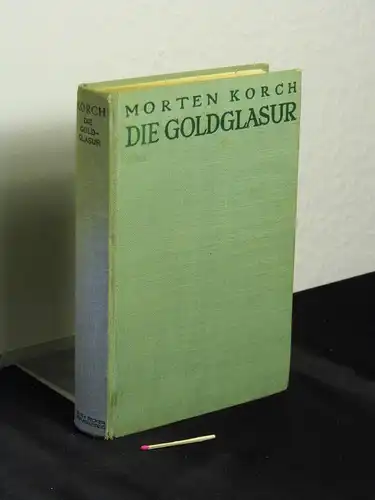 KORCH
DIE
GOLD-
GLASUR
MORTEN KORCH
DIE GOLDGLASUR